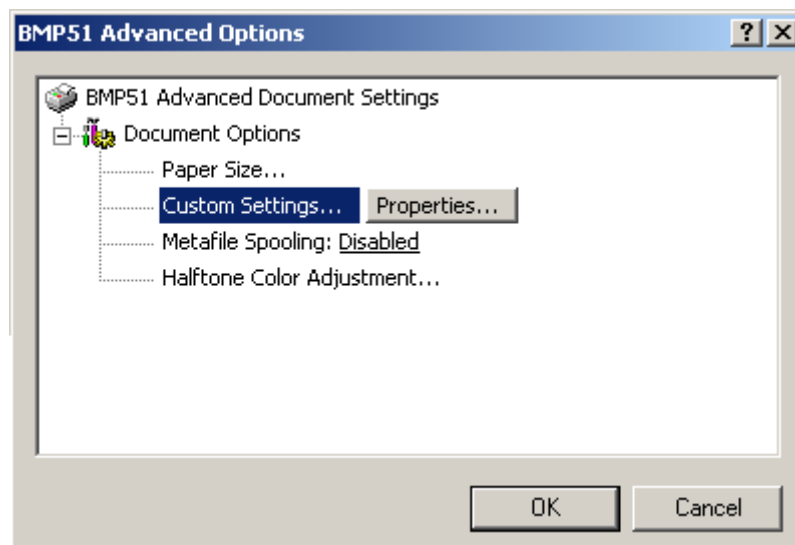 BMP51 Advanced Options
BMP51 Advanced Document Settings
Document Options
Paper Size...
Custom Settings... Properties...
Metafile Spooling: Disabled
Halftone Color Adjustment...
OK Cancel